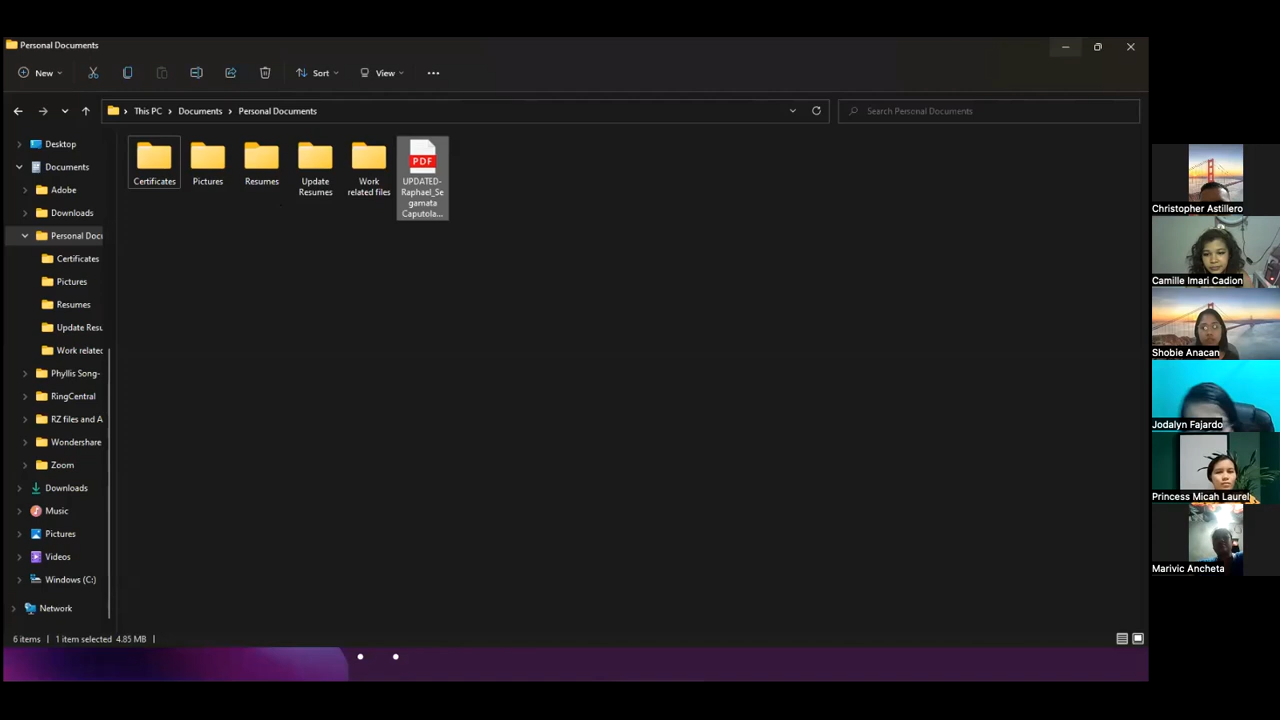 Personal Documents
New
Sort
View
This PC
Documents
Personal Documents
Search Personal Documents
Desktop
Documents
Adobe
Downloads
Personal Docu
Certificates
Pictures
Resumes
Update Resu
Work related
Phyllis Song-
RingCentral
RZ files and A
Wondershare
Zoom
Downloads
Music
Pictures
Videos
Windows (C:)
Network
Certificates
Pictures
Resumes
Update
Resumes
Work
related files
PDF
UPDATED-
Raphael_Se
gamata
Caputola...
6 items
1 item selected 4.85 MB
Christopher Astillero
Camille Imari Cadion
Shobie Anacan
Jodalyn Fajardo
Princess Micah Laurel
Marivic Ancheta